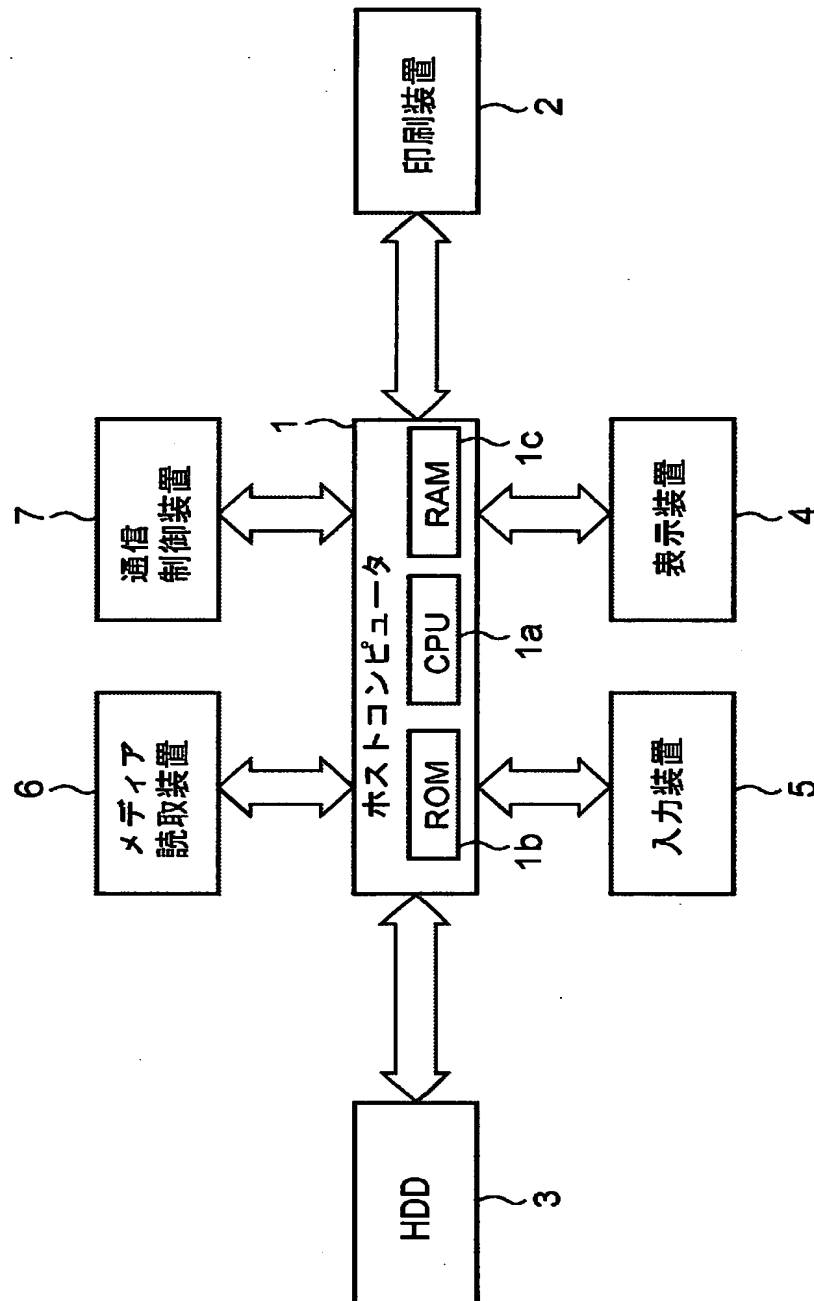 6
メディア
読取装置
7
通信
制御装置
1
ホストコンピュータ
ROM
CPU
RAM
1b
1a
1c
HDD
3
印刷装置
2
入力装置
5
表示装置
4